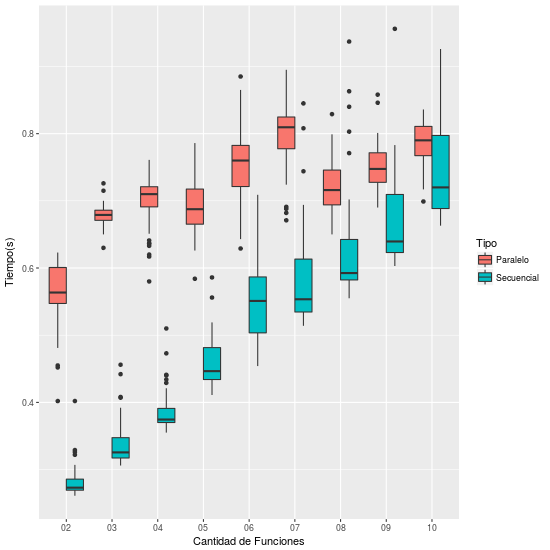 Tiempo(s)
0.8
0.6
0.4
02 03 04 05 06 07 08 09 10
Cantidad de Funciones
Tipo
Paralelo
Secuencial